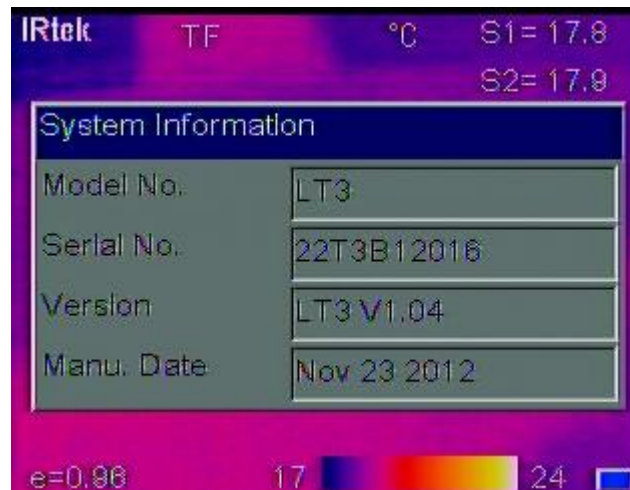 IRtek TF °C S1= 17.8
S2= 17.9
System Information
Model No. LT3
Serial No. 22T3B12016
Version LT3 V1.04
Manu. Date Nov 23 2012
e=0.96 17 24